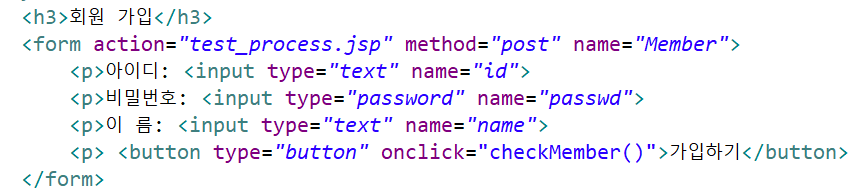 <h3>회원 가입</h3>
<form action="test_process.jsp" method="post" name="Member">
    <p>아이디: <input type="text" name="id">
    <p>비밀번호: <input type="password" name="passwd">
    <p>이 름: <input type="text" name="name">
    <p> <button type="button" onclick="checkMember()">가입하기</button>
</form>